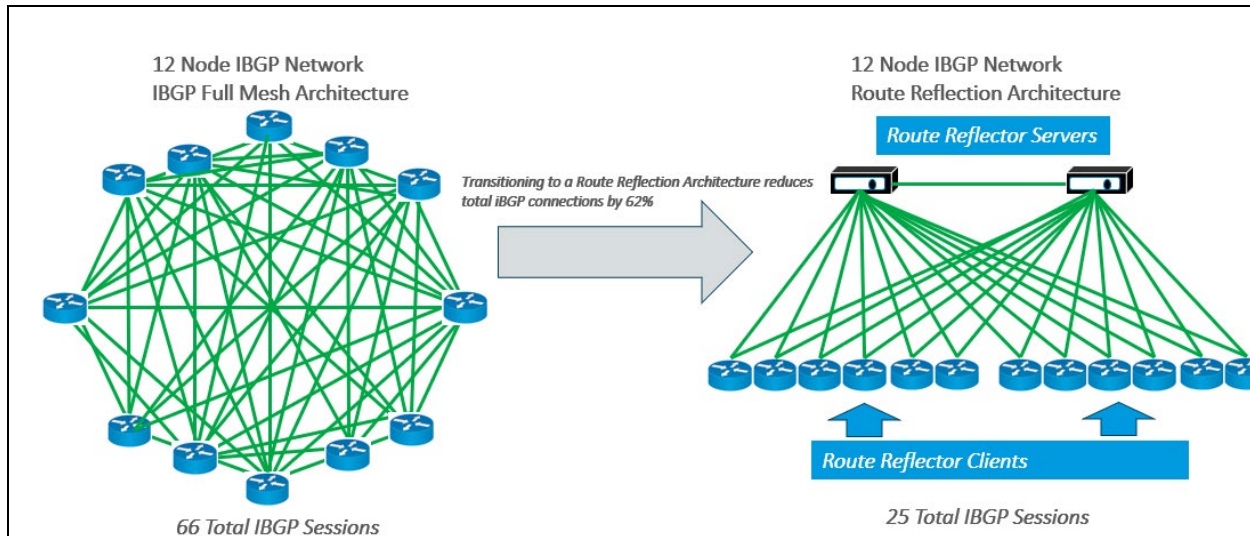 12 Node IBGP Network
IBGP Full Mesh Architecture
66 Total IBGP Sessions
Transitioning to a Route Reflection Architecture reduces
total iBGP connections by 62%
12 Node IBGP Network
Route Reflection Architecture
Route Reflector Servers
Route Reflector Clients
25 Total IBGP Sessions